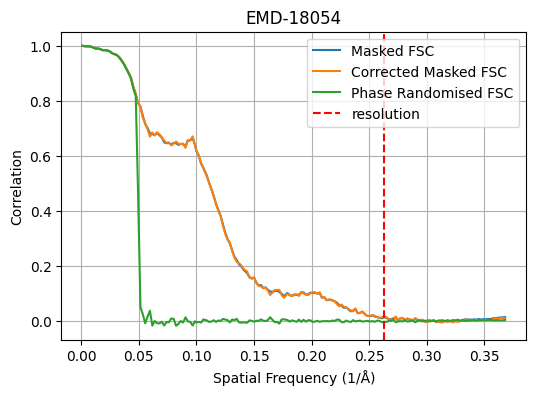 EMD-18054
Masked FSC
Corrected Masked FSC
Phase Randomised FSC
resolution
Correlation
1.0
0.8
0.6
0.4
0.2
0.0
0.00 0.05 0.10 0.15 0.20 0.25 0.30 0.35
Spatial Frequency (1/Å)